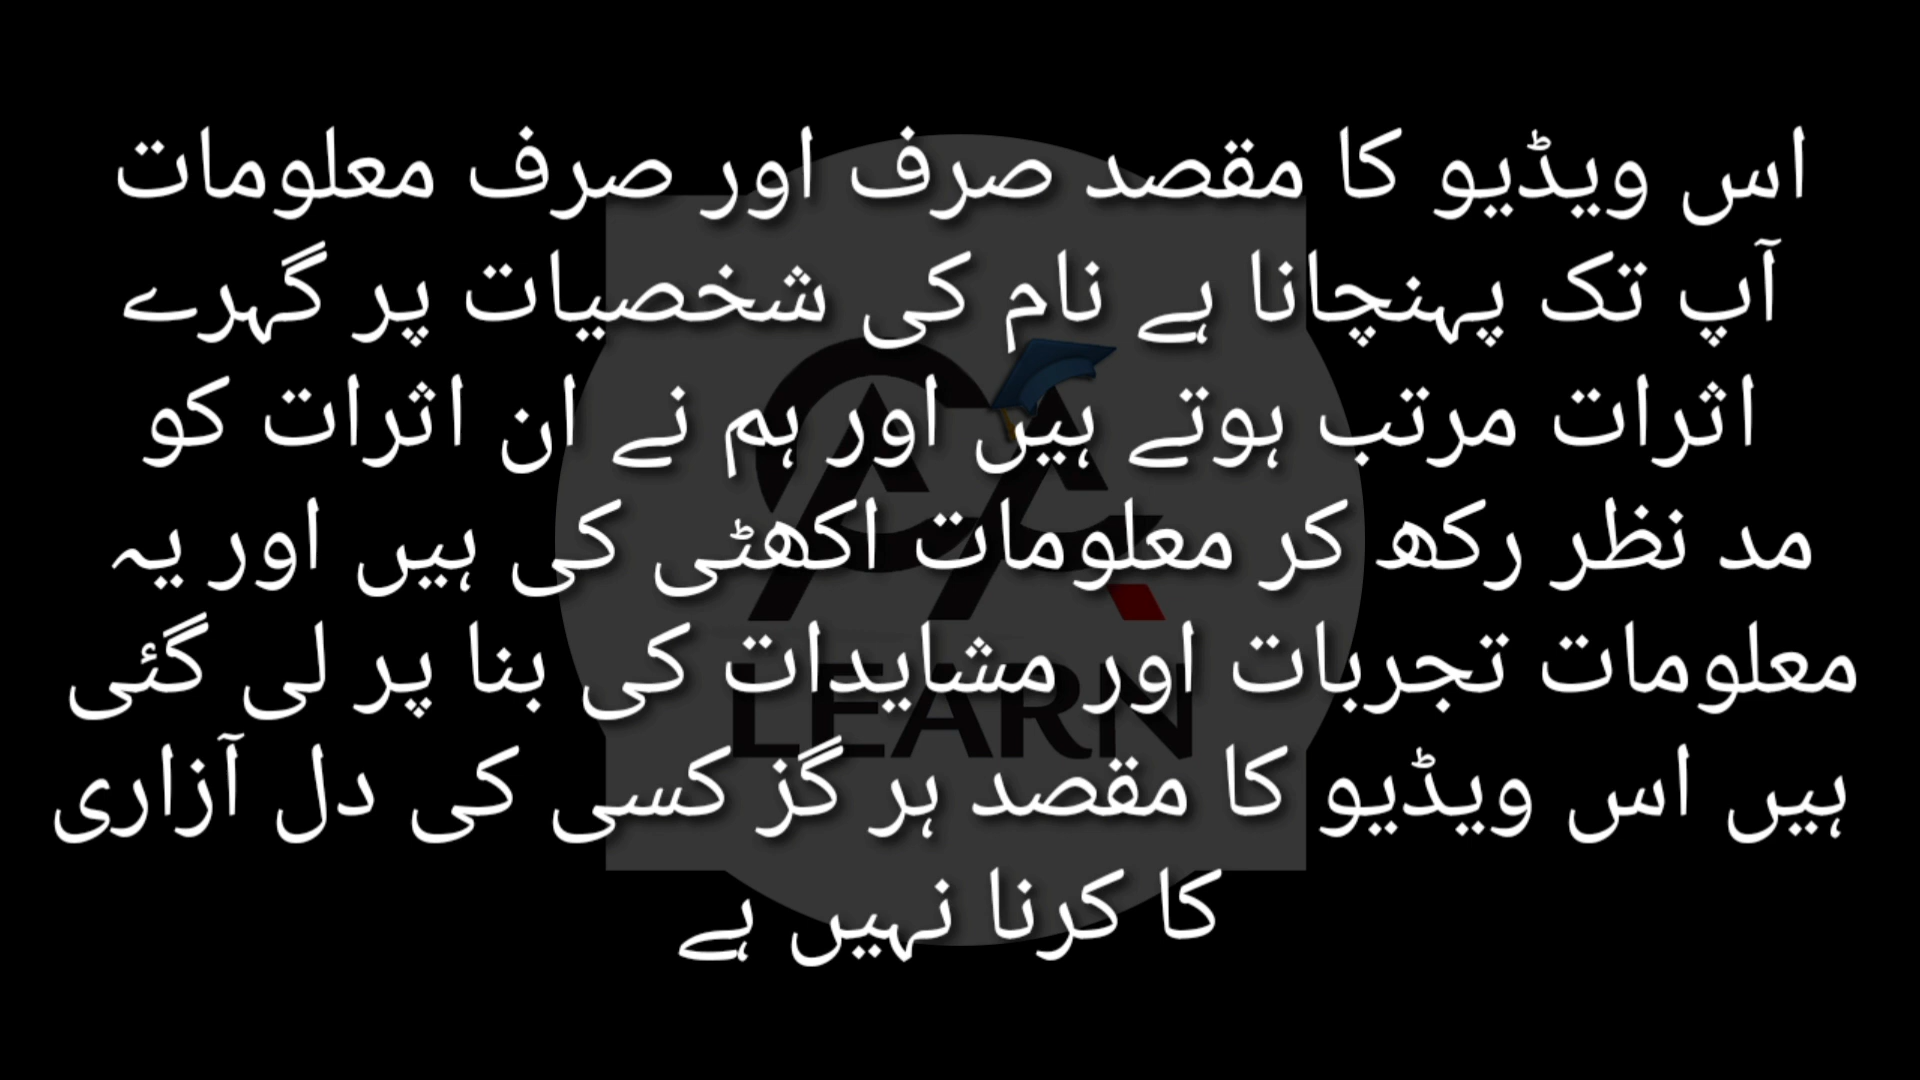 اس ویڈیو کا مقصد صرف اور صرف معلومات
آپ تک پہنچانا ہے نام کی شخصیات پر گہرے
اثرات مرتب ہوتے ہیں اور ہم نے ان اثرات کو
مد نظر رکھ کر معلومات اکھٹی کی ہیں اور یہ
معلومات تجربات اور مشایدات کی بنا پر لی گئی
ہیں اس ویڈیو کا مقصد ہر گز کسی کی دل آزاری
کا کرنا نہیں ہے
LEARN